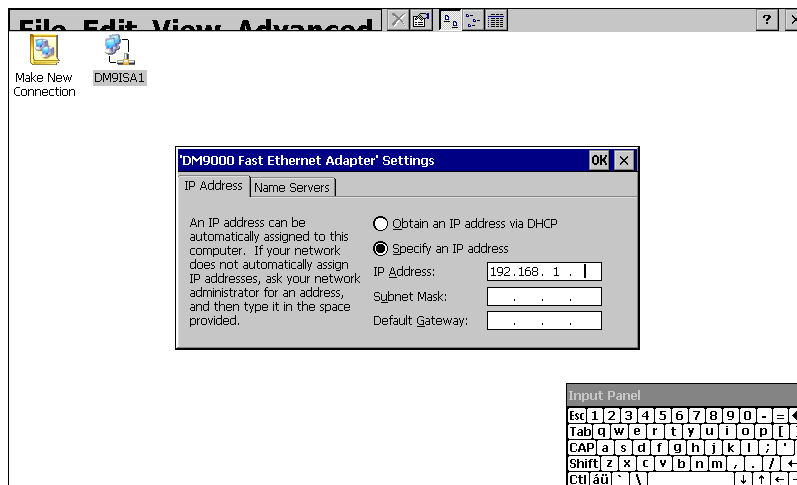 File Edit View Advanced
?
Make New
Connection
DM9ISA1
'DM9000 Fast Ethernet Adapter' Settings
OK
IP Address
Name Servers
An IP address can be
automatically assigned to this
computer. If your network
does not automatically assign
IP addresses, ask your network
administrator for an address,
and then type it in the space
provided.
Obtain an IP address via DHCP
Specify an IP address
IP Address: 192.168. 1 .
Subnet Mask: . . .
Default Gateway: . . .
Input Panel
Esc 1 2 3 4 5 6 7 8 9 0 - =
Tab q w e r t y u i o p [ ]
CAP a s d f g h j k l ; '
Shift z x c v b n m , . / ←
Ctl áü ` \ ↓ ↑ ← →